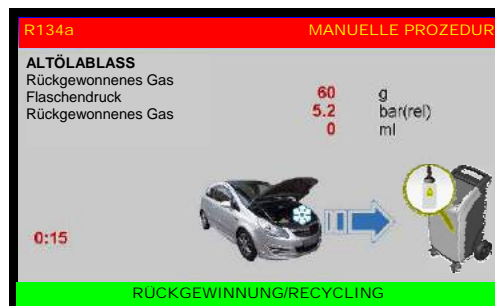 R134a MANUELLE PROZEDUR
ALTÖLABLASS
Rückgewonnenes Gas 60 g
Flaschendruck 5.2 bar(rel)
Rückgewonnenes Gas 0 ml
0:15
RÜCKGEWINNUNG/RECYCLING